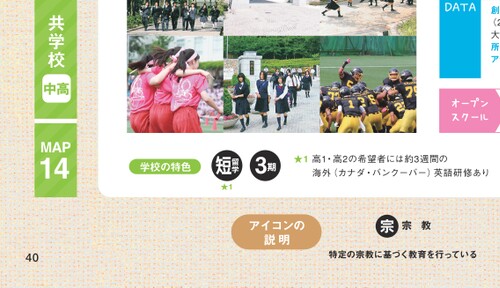 共学校
中高
MAP
14
DATA
オープン
スクール
学校の特色
短留学
★1
3期
★1 高1・高2の希望者には約3週間の
海外（カナダ・バンクーバー）英語研修あり
アイコンの
説明
宗 宗教
特定の宗教に基づく教育を行っている
40